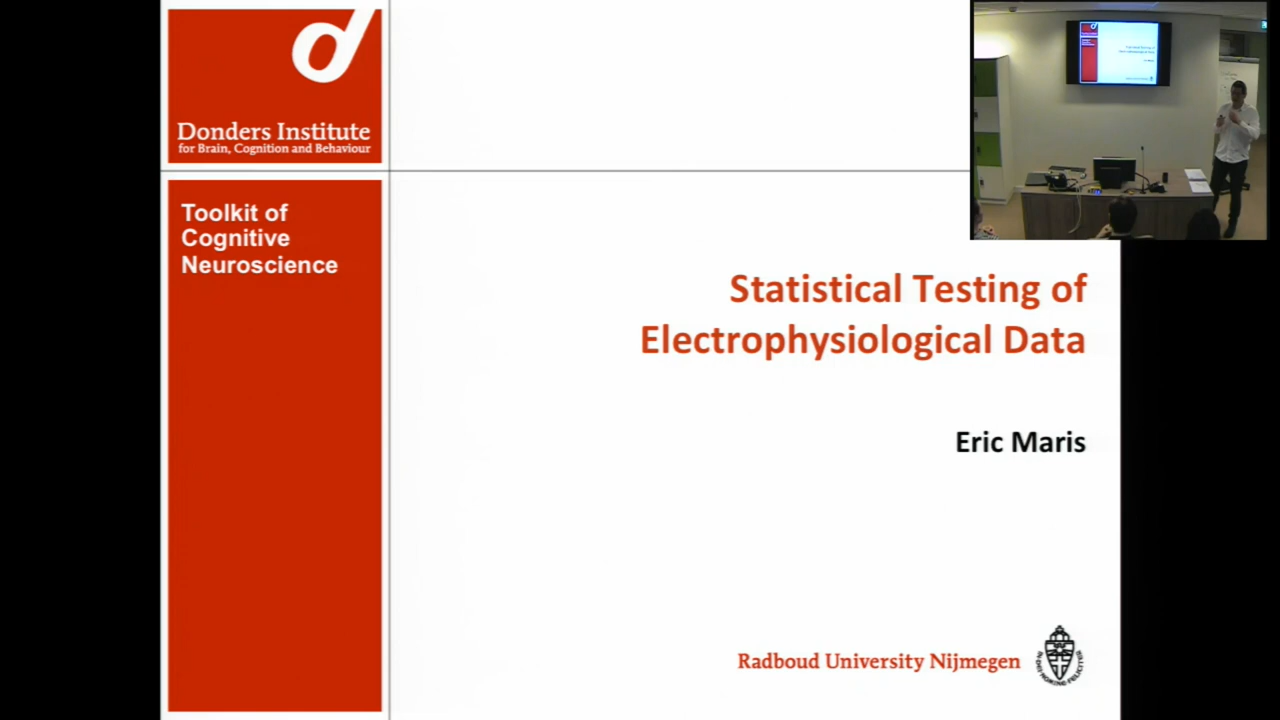 Donders Institute
for Brain, Cognition and Behaviour
Toolkit of
Cognitive
Neuroscience
Statistical Testing of
Electrophysiological Data
Eric Maris
Radboud University Nijmegen